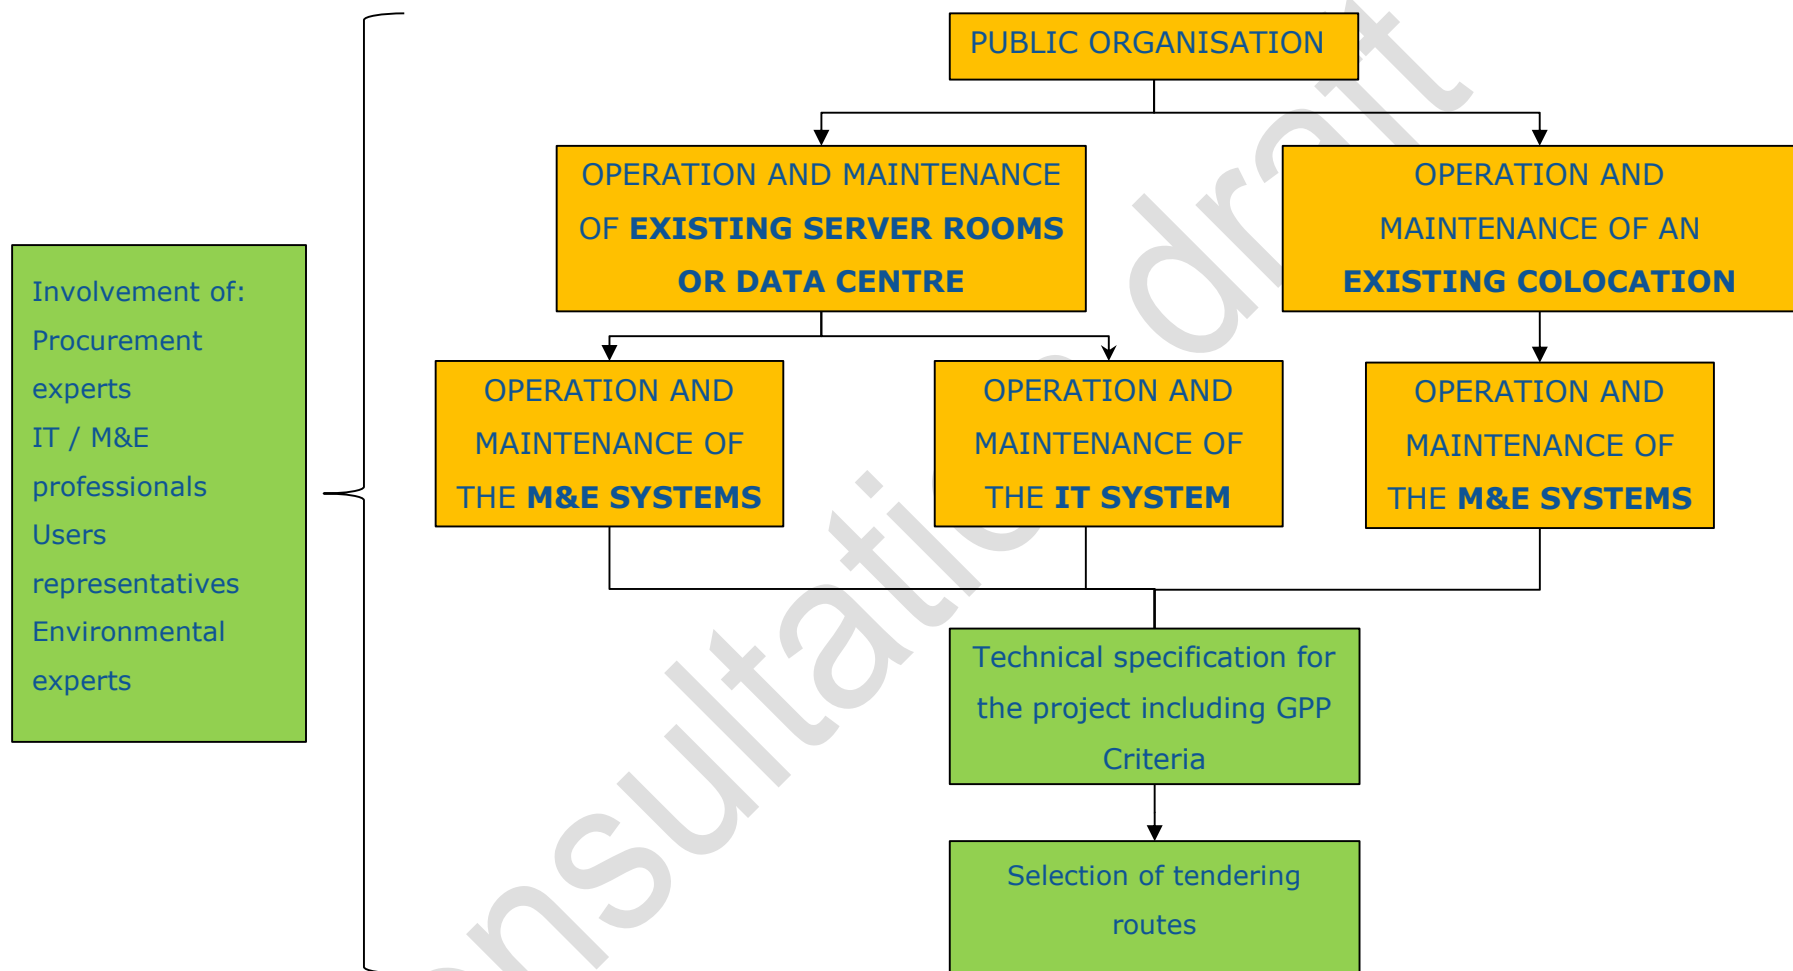 PUBLIC ORGANISATION
OPERATION AND MAINTENANCE
OF EXISTING SERVER ROOMS
OR DATA CENTRE
OPERATION AND
MAINTENANCE OF AN
EXISTING COLOCATION
Involvement of:
Procurement
experts
IT / M&E
professionals
Users
representatives
Environmental
experts
OPERATION AND
MAINTENANCE OF
THE M&E SYSTEMS
OPERATION AND
MAINTENANCE OF
THE IT SYSTEM
OPERATION AND
MAINTENANCE OF
THE M&E SYSTEMS
Technical specification for
the project including GPP
Criteria
Selection of tendering
routes
onsultation draft